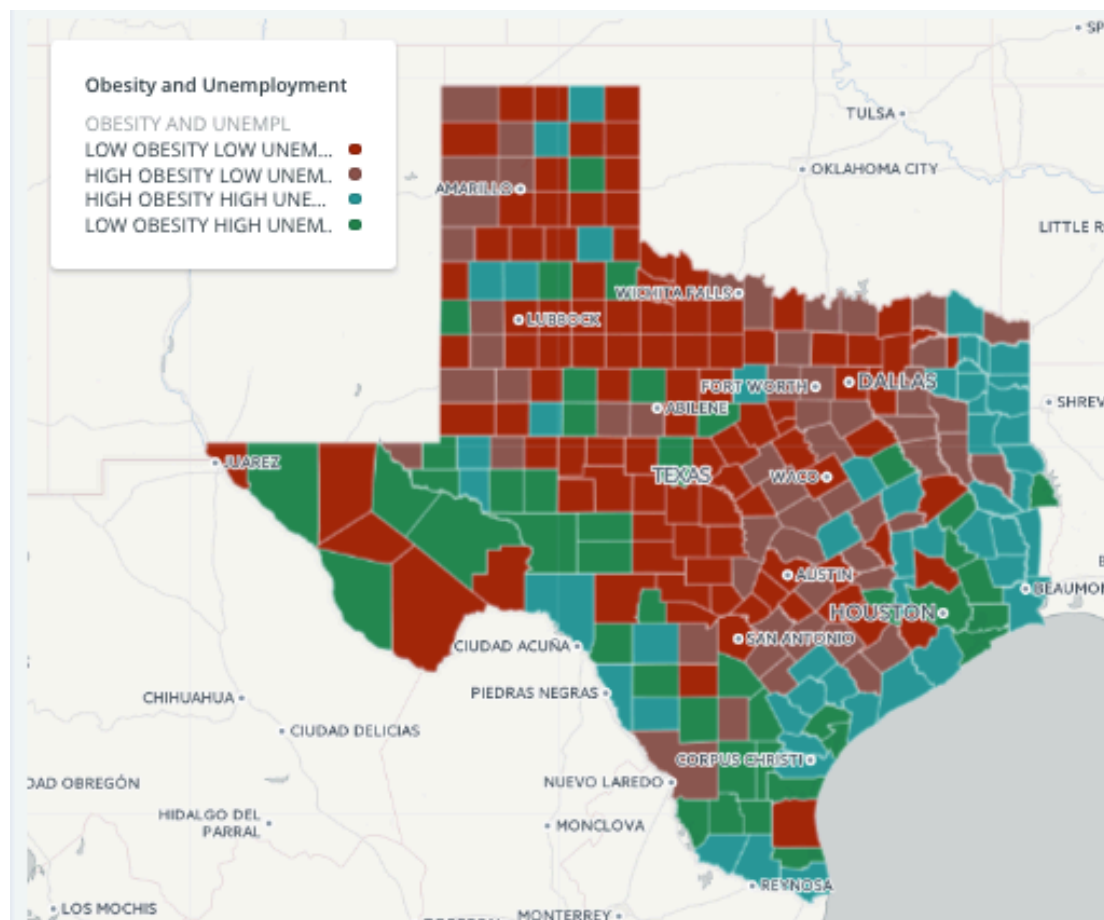 SP
Obesity and Unemployment
OBESITY AND UNEMPL
LOW OBESITY LOW UNEM...
HIGH OBESITY LOW UNEM..
HIGH OBESITY HIGH UNE...
LOW OBESITY HIGH UNEM..
TULSA
OKLAHOMA CITY
AMARILLO
LITTLE R
WICHITA FALLS
LUBBOCK
FORT WORTH
DALLAS
ABILENE
SHREV
JUAREZ
TEXAS
WACO
AUSTIN
BEAUMON
HOUSTON
SAN ANTONIO
CIUDAD ACUÑA
PIEDRAS NEGRAS
CHIHUAHUA
CIUDAD DELICIAS
CORPUS CHRISTI
DAD OBREGÓN
NUEVO LAREDO
HIDALGO DEL
PARRAL
MONCLOVA
REYNOSA
LOS MOCHIS
MONTERREY